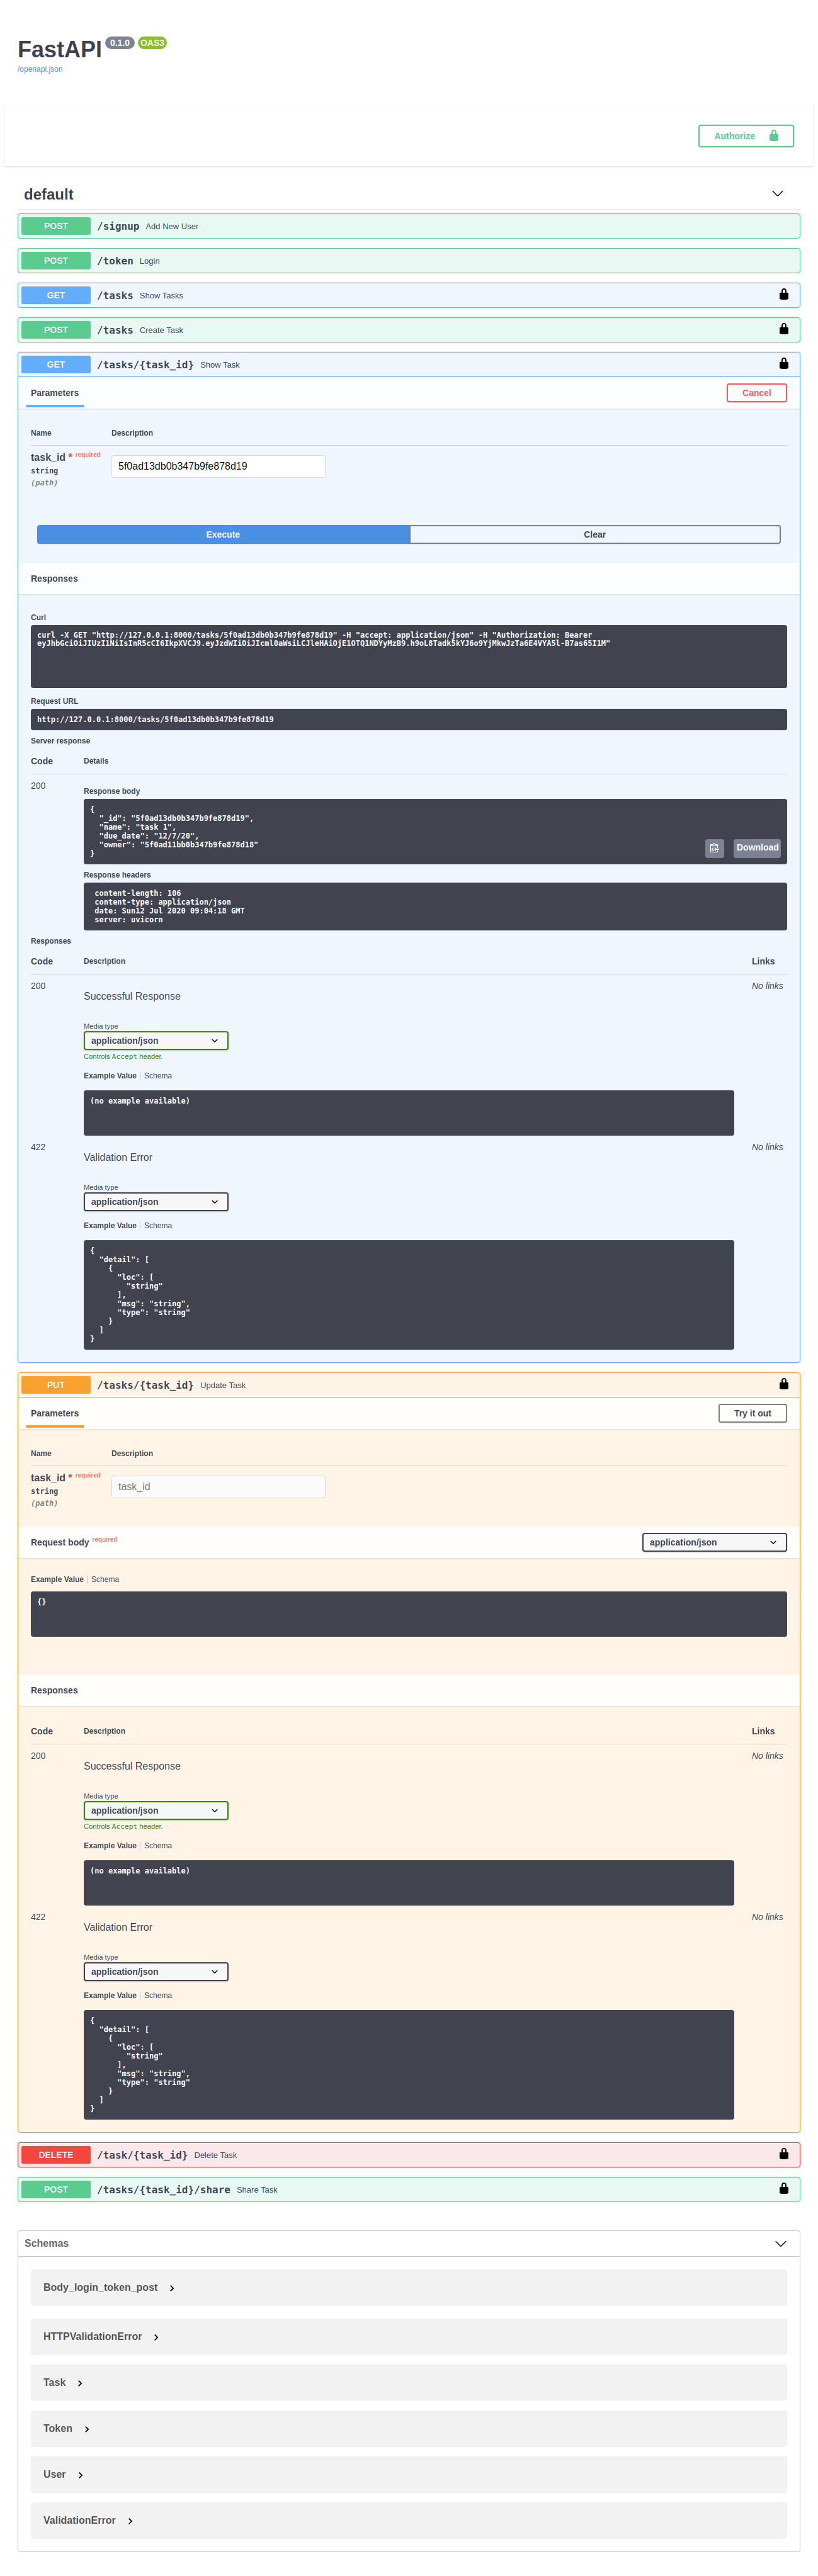 FastAPI 0.1.0 OAS3
/openapi.json
Authorize
default
POST /signup Add New User
POST /token Login
GET /tasks Show Tasks
POST /tasks Create Task
GET /tasks/{task_id} Show Task
Parameters Cancel
Name Description
task_id * required
string
(path)
5f0ad13db0b347b9fe878d19
Execute Clear
Responses
Curl
curl -X GET "http://127.0.0.1:8000/tasks/5f0ad13db0b347b9fe878d19" -H "accept: application/json" -H "Authorization: Bearer
eyJhbGciOiJIUzI1NiIsInR5cCI6IkpXVCJ9.eyJzdWIiOiJIcml0aWsiLCJleHAiOjE1OTQ1NDYyMzB9.h9oL8Tadk5kYJ6o9YjMkwJzTa6E4VYA5l-B7as65I1M"
Request URL
http://127.0.0.1:8000/tasks/5f0ad13db0b347b9fe878d19
Server response
Code Details
200
Response body
{
"_id": "5f0ad13db0b347b9fe878d19",
"name": "task 1",
"due_date": "12/7/20",
"owner": "5f0ad11bb0b347b9fe878d18"
}
Download
Response headers
content-length: 106
content-type: application/json
date: Sun12 Jul 2020 09:04:18 GMT
server: uvicorn
Responses
Code Description Links
200 No links
Successful Response
Media type
application/json
Controls Accept header.
Example Value Schema
(no example available)
422 No links
Validation Error
Media type
application/json
Example Value Schema
{
"detail": [
{
"loc": [
"string"
],
"msg": "string",
"type": "string"
}
]
}
PUT /tasks/{task_id} Update Task
Parameters Try it out
Name Description
task_id * required
string
(path)
task_id
Request body required application/json
Example Value Schema
{}
Responses
Code Description Links
200 No links
Successful Response
Media type
application/json
Controls Accept header.
Example Value Schema
(no example available)
422 No links
Validation Error
Media type
application/json
Example Value Schema
{
"detail": [
{
"loc": [
"string"
],
"msg": "string",
"type": "string"
}
]
}
DELETE /task/{task_id} Delete Task
POST /tasks/{task_id}/share Share Task
Schemas
Body_login_token_post
HTTPValidationError
Task
Token
User
ValidationError